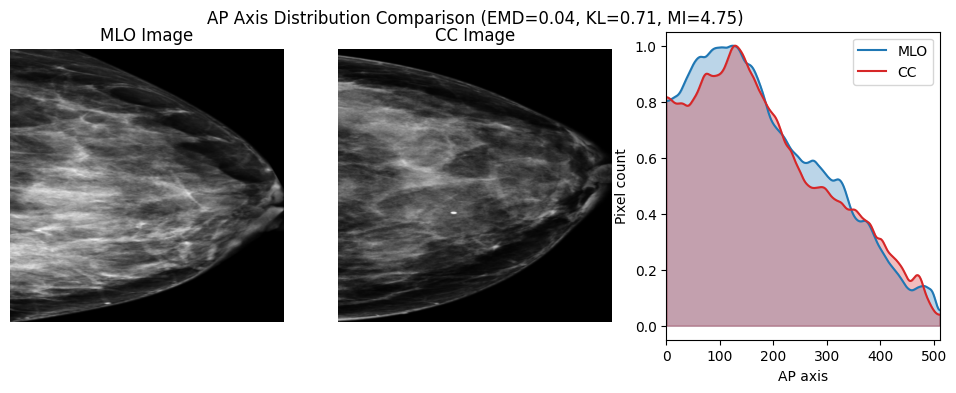 AP Axis Distribution Comparison (EMD=0.04, KL=0.71, MI=4.75)
MLO Image
CC Image
MLO
CC
Pixel count
1.0
0.8
0.6
0.4
0.2
0.0
0 100 200 300 400 500
AP axis